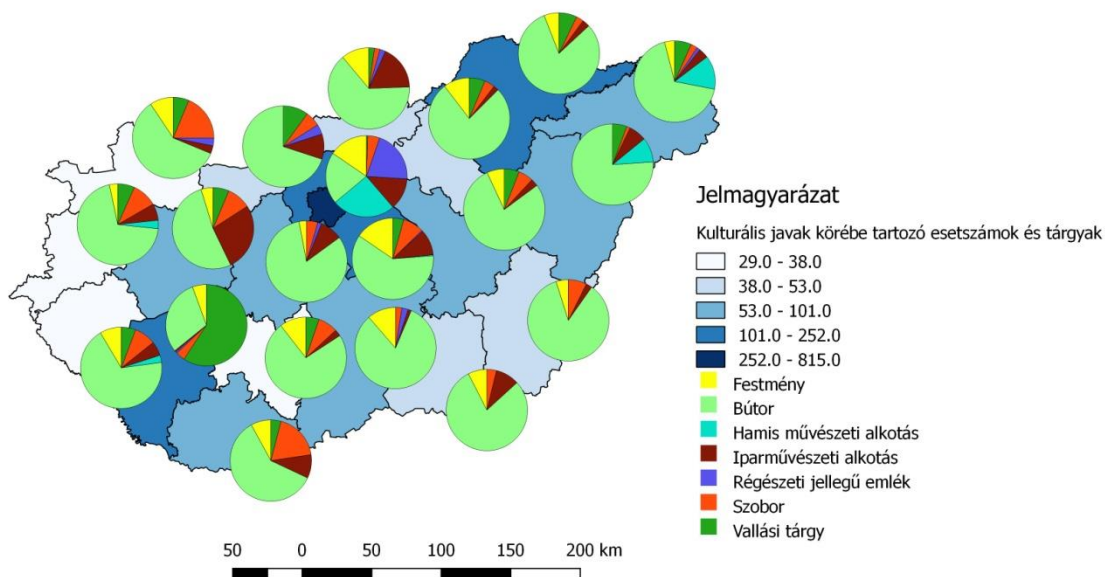 Jelmagyarázat
Kulturális javak körébe tartozó esetszámok és tárgyak
29.0 - 38.0
38.0 - 53.0
53.0 - 101.0
101.0 - 252.0
252.0 - 815.0
Festmény
Bútor
Hamis művészeti alkotás
Iparművészeti alkotás
Régészeti jellegű emlék
Szobor
Vallási tárgy
50 0 50 100 150 200 km